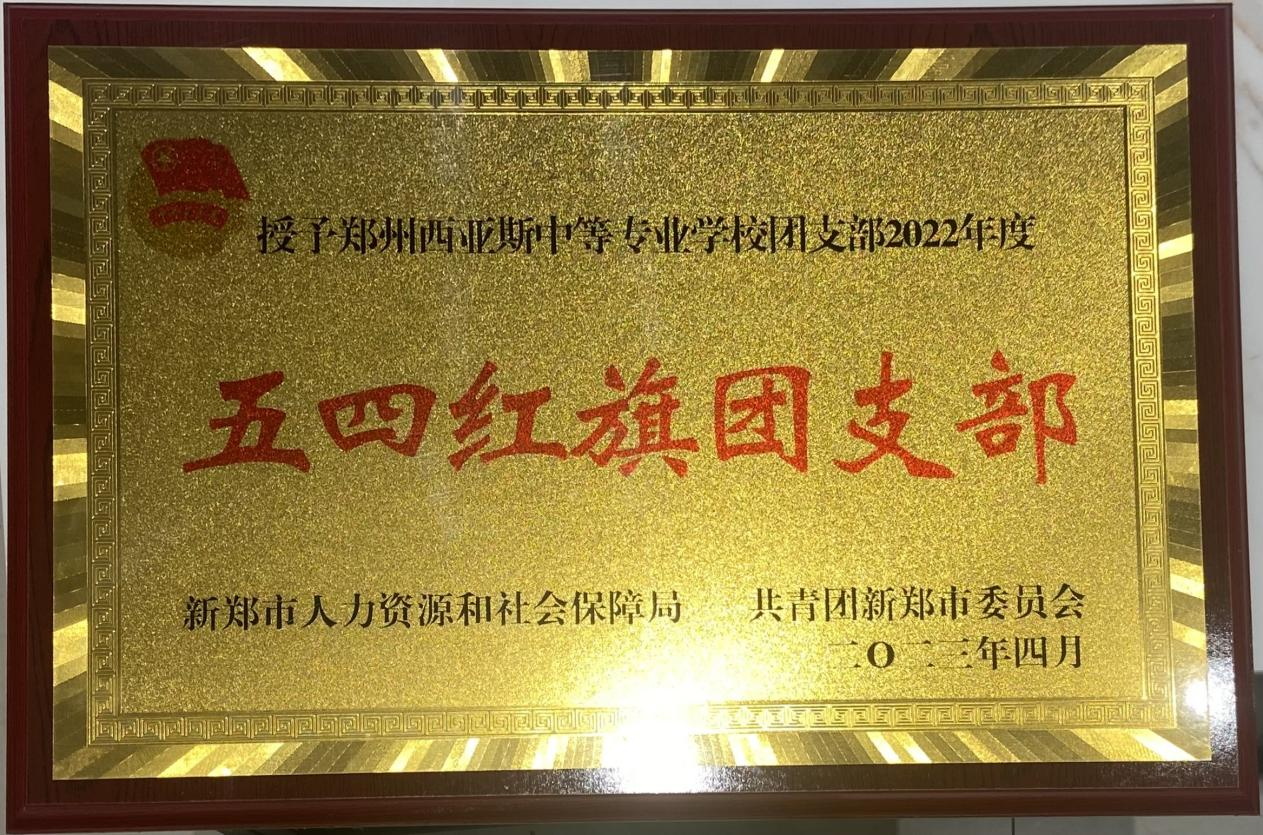 授予郑州西亚斯中等专业学校团支部2022年度
五四红旗团支部
新郑市人力资源和社会保障局 共青团新郑市委员会
二〇二三年四月